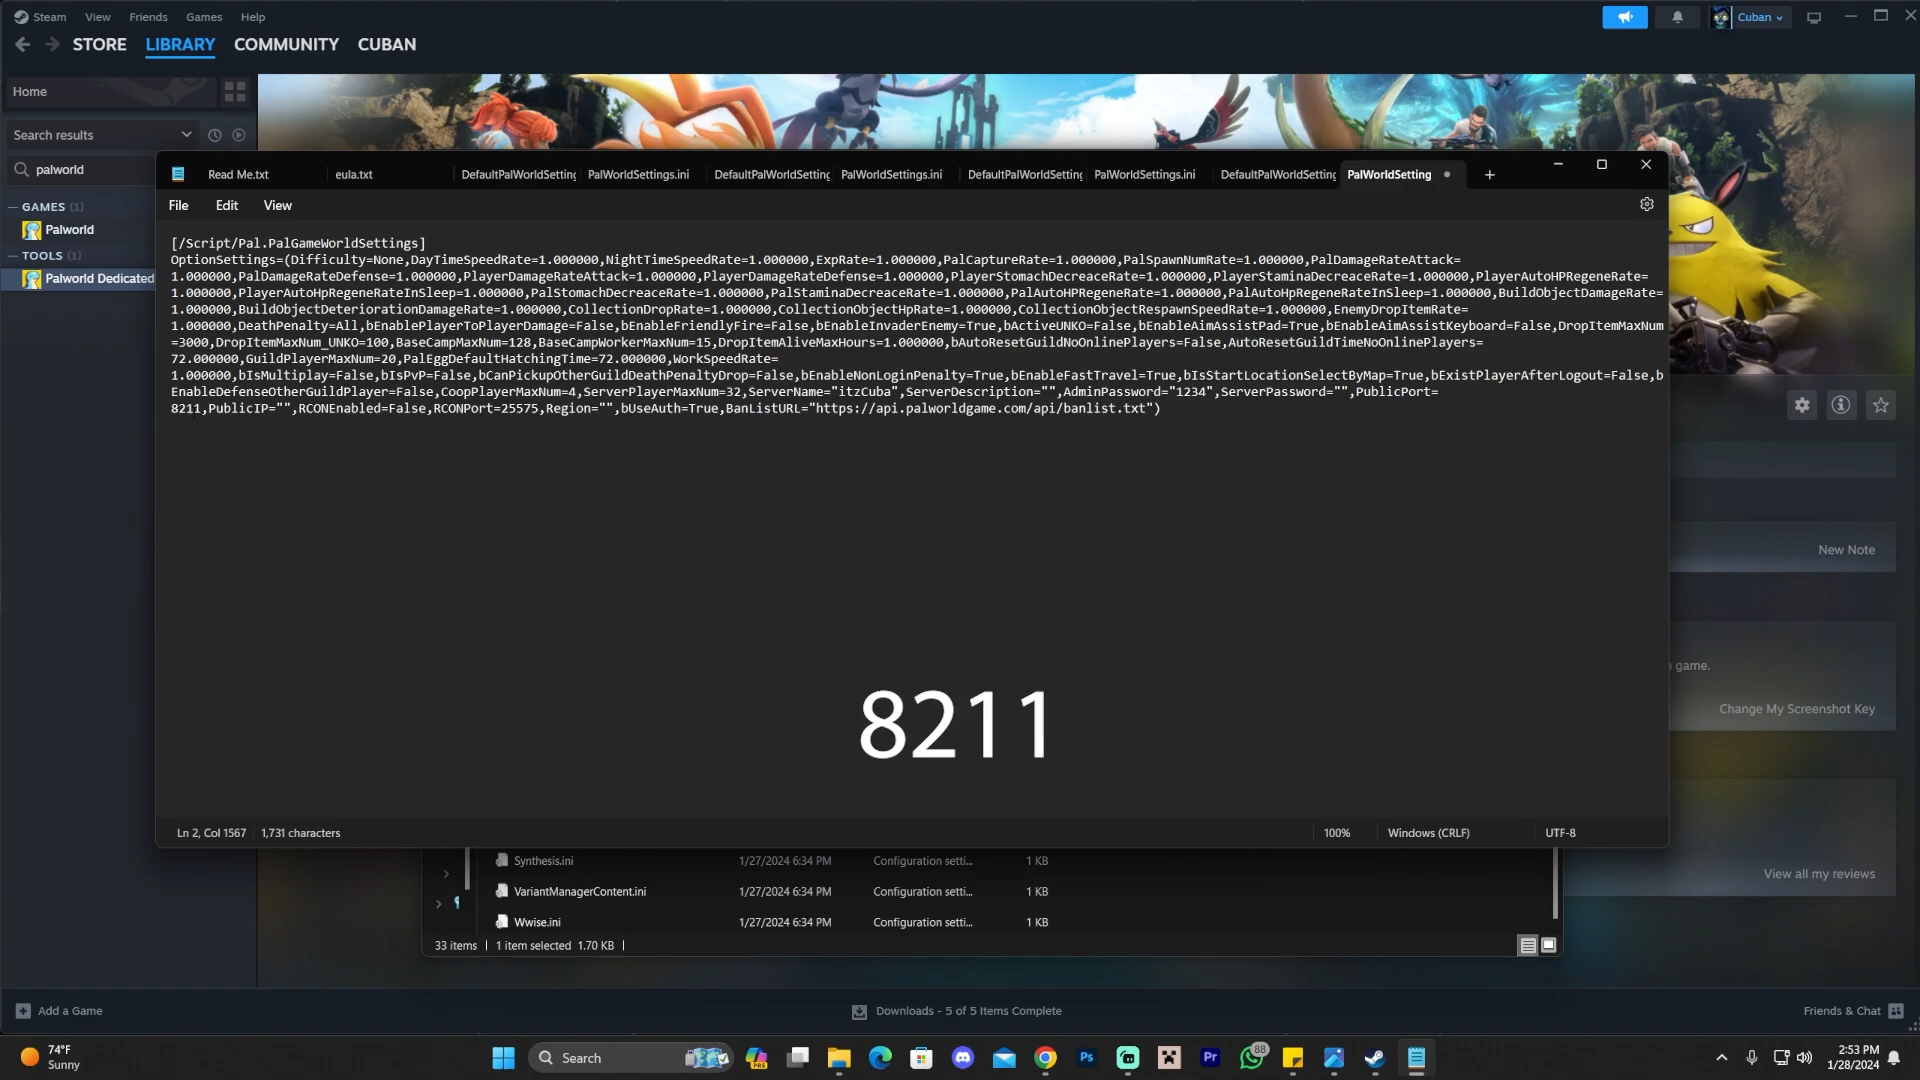 Steam View Friends Games Help
Cuban
STORE LIBRARY COMMUNITY CUBAN
Home
Search results
palworld
Read Me.txt eula.txt DefaultPalWorldSetting PalWorldSettings.ini DefaultPalWorldSetting PalWorldSettings.ini DefaultPalWorldSetting PalWorldSettings.ini DefaultPalWorldSetting PalWorldSetting
File Edit View
GAMES (1)
Palworld
TOOLS (1)
Palworld Dedicated
[/Script/Pal.PalGameWorldSettings]
OptionSettings=(Difficulty=None,DayTimeSpeedRate=1.000000,NightTimeSpeedRate=1.000000,ExpRate=1.000000,PalCaptureRate=1.000000,PalSpawnNumRate=1.000000,PalDamageRateAttack=
1.000000,PalDamageRateDefense=1.000000,PlayerDamageRateAttack=1.000000,PlayerDamageRateDefense=1.000000,PlayerStomachDecreaceRate=1.000000,PlayerStaminaDecreaceRate=1.000000,PlayerAutoHPRegeneRate=
1.000000,PlayerAutoHpRegeneRateInSleep=1.000000,PalStomachDecreaceRate=1.000000,PalStaminaDecreaceRate=1.000000,PalAutoHPRegeneRate=1.000000,PalAutoHpRegeneRateInSleep=1.000000,BuildObjectDamageRate=
1.000000,BuildObjectDeteriorationDamageRate=1.000000,CollectionDropRate=1.000000,CollectionObjectHpRate=1.000000,CollectionObjectRespawnSpeedRate=1.000000,EnemyDropItemRate=
1.000000,DeathPenalty=All,bEnablePlayerToPlayerDamage=False,bEnableFriendlyFire=False,bEnableInvaderEnemy=True,bActiveUNKO=False,bEnableAimAssistPad=True,bEnableAimAssistKeyboard=False,DropItemMaxNum
=3000,DropItemMaxNum_UNKO=100,BaseCampMaxNum=128,BaseCampWorkerMaxNum=15,DropItemAliveMaxHours=1.000000,bAutoResetGuildNoOnlinePlayers=False,AutoResetGuildTimeNoOnlinePlayers=
72.000000,GuildPlayerMaxNum=20,PalEggDefaultHatchingTime=72.000000,WorkSpeedRate=
1.000000,bIsMultiplay=False,bIsPvP=False,bCanPickupOtherGuildDeathPenaltyDrop=False,bEnableNonLoginPenalty=True,bEnableFastTravel=True,bIsStartLocationSelectByMap=True,bExistPlayerAfterLogout=False,b
EnableDefenseOtherGuildPlayer=False,CoopPlayerMaxNum=4,ServerPlayerMaxNum=32,ServerName="itzCuba",ServerDescription="",AdminPassword="1234",ServerPassword="",PublicPort=
8211,PublicIP="",RCONEnabled=False,RCONPort=25575,Region="",bUseAuth=True,BanListURL="https://api.palworldgame.com/api/banlist.txt")
New Note
game.
Change My Screenshot Key
8211
Ln 2, Col 1567 1,731 characters 100% Windows (CRLF) UTF-8
Synthesis.ini 1/27/2024 6:34 PM Configuration setti... 1 KB
View all my reviews
VariantManagerContent.ini 1/27/2024 6:34 PM Configuration setti... 1 KB
Wwise.ini 1/27/2024 6:34 PM Configuration setti... 1 KB
33 items 1 item selected 1.70 KB
Add a Game Downloads - 5 of 5 Items Complete Friends & Chat
74°F
Sunny
Search
PRE
Ps
Pr
88
2:53 PM
1/28/2024